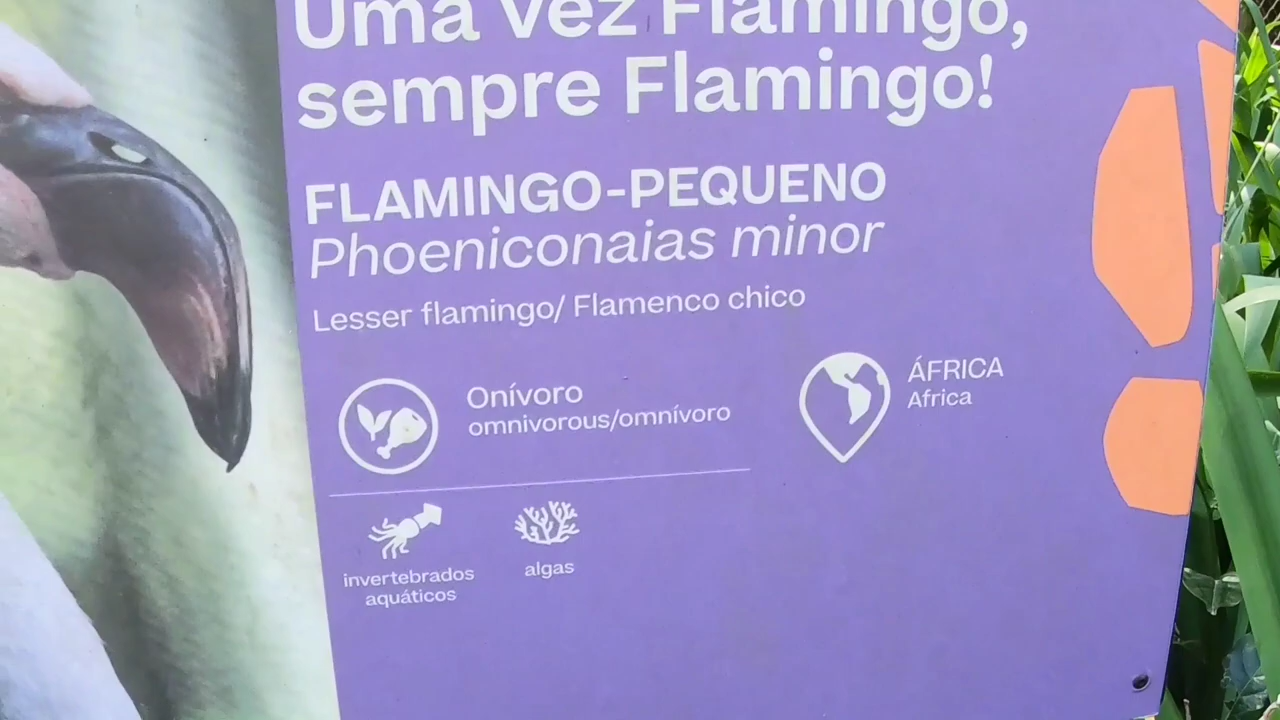 Uma vez Flamingo,
sempre Flamingo!
FLAMINGO-PEQUENO
Phoeniconaias minor
Lesser flamingo/ Flamenco chico
Onívoro
omnivorous/omnívoro
ÁFRICA
Africa
invertebrados
aquáticos
algas